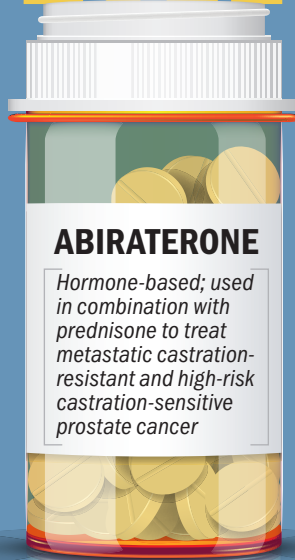 ABIRATERONE
Hormone-based; used
in combination with
prednisone to treat
metastatic castration-
resistant and high-risk
castration-sensitive
prostate cancer